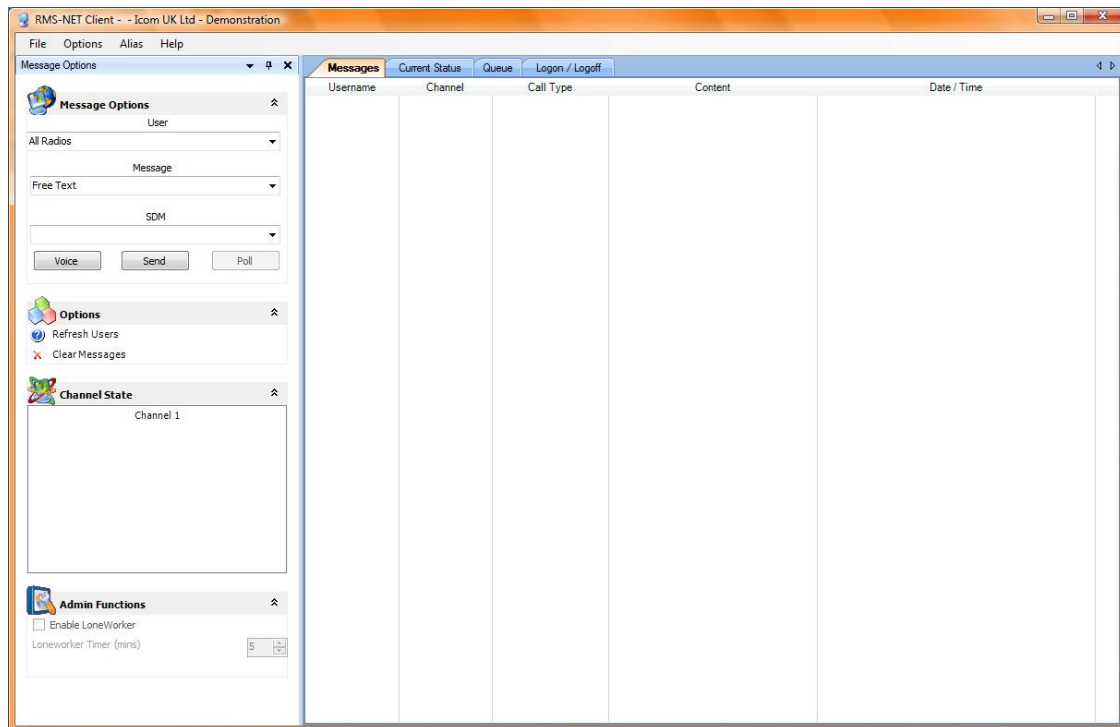 RMS-NET Client - - Icom UK Ltd - Demonstration
File Options Alias Help
Message Options
Messages Current Status Queue Logon / Logoff
Username Channel Call Type Content Date / Time
Message Options
User
All Radios
Message
Free Text
SDM
Voice Send Poll
Options
Refresh Users
Clear Messages
Channel State
Channel 1
Admin Functions
Enable LoneWorker
Loneworker Timer (mins) 5